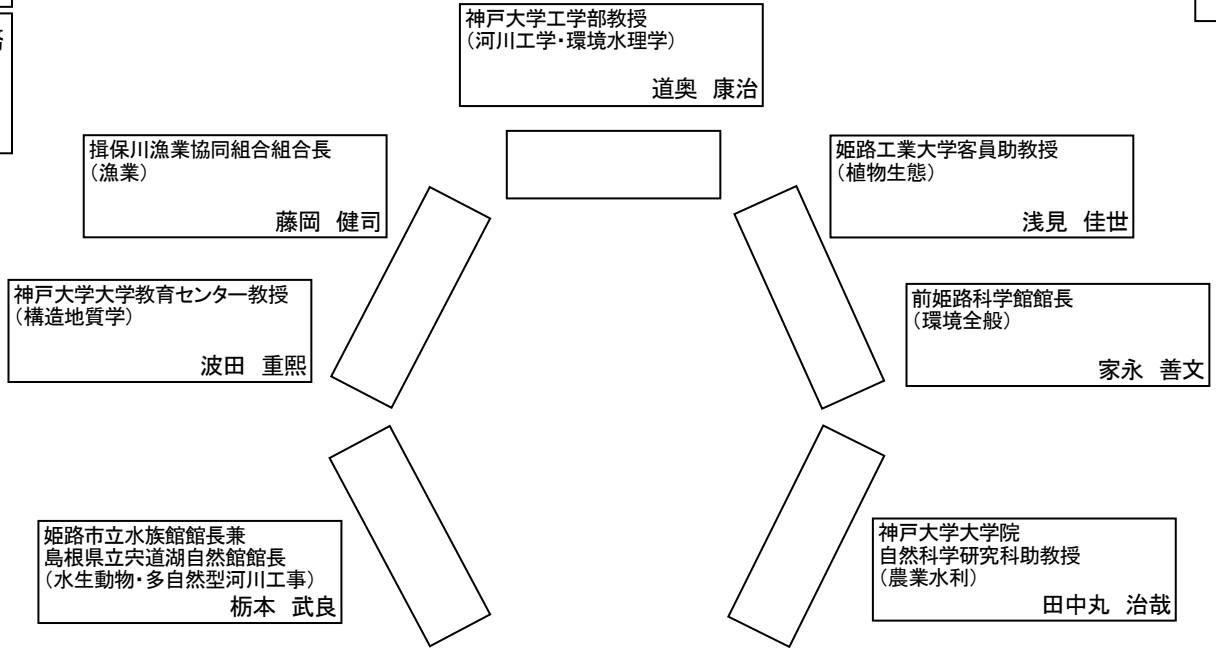 神戸大学工学部教授
(河川工学・環境水理学)
道奥 康治
揖保川漁業協同組合組合長
(漁業)
藤岡 健司
姫路工業大学客員助教授
(植物生態)
浅見 佳世
神戸大学大学教育センター教授
(構造地質学)
波田 重熙
前姫路科学館館長
(環境全般)
家永 善文
姫路市立水族館館長兼
島根県立宍道湖自然館館長
(水生動物・多自然型河川工事)
栃本 武良
神戸大学大学院
自然科学研究科助教授
(農業水利)
田中丸 治哉